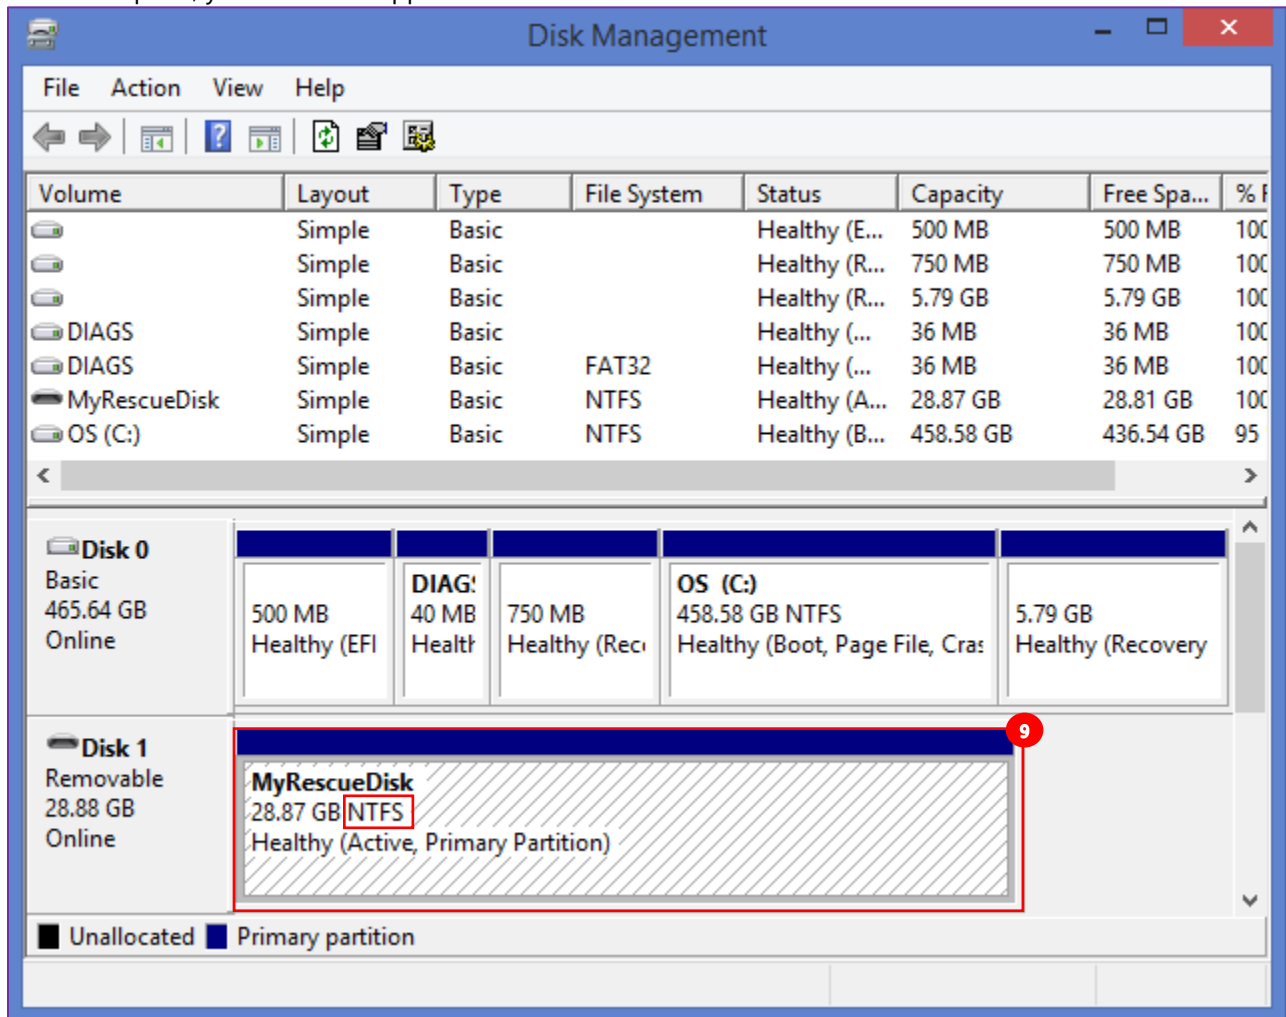 Disk Management
File Action View Help
Volume Layout Type File System Status Capacity Free Spa... %
Simple Basic Healthy (E... 500 MB 500 MB 100
Simple Basic Healthy (R... 750 MB 750 MB 100
Simple Basic Healthy (R... 5.79 GB 5.79 GB 100
DIAGS Simple Basic Healthy (... 36 MB 36 MB 100
DIAGS Simple Basic FAT32 Healthy (... 36 MB 36 MB 100
MyRescueDisk Simple Basic NTFS Healthy (A... 28.87 GB 28.81 GB 100
OS (C:) Simple Basic NTFS Healthy (B... 458.58 GB 436.54 GB 95
Disk 0
Basic
465.64 GB
Online
500 MB
Healthy (EFI
DIAG
40 MB
Healt
750 MB
Healthy (Rec
OS (C:)
458.58 GB NTFS
Healthy (Boot, Page File, Cras
5.79 GB
Healthy (Recovery
Disk 1
Removable
28.88 GB
Online
9
MyRescueDisk
28.87 GB NTFS
Healthy (Active, Primary Partition)
Unallocated Primary partition